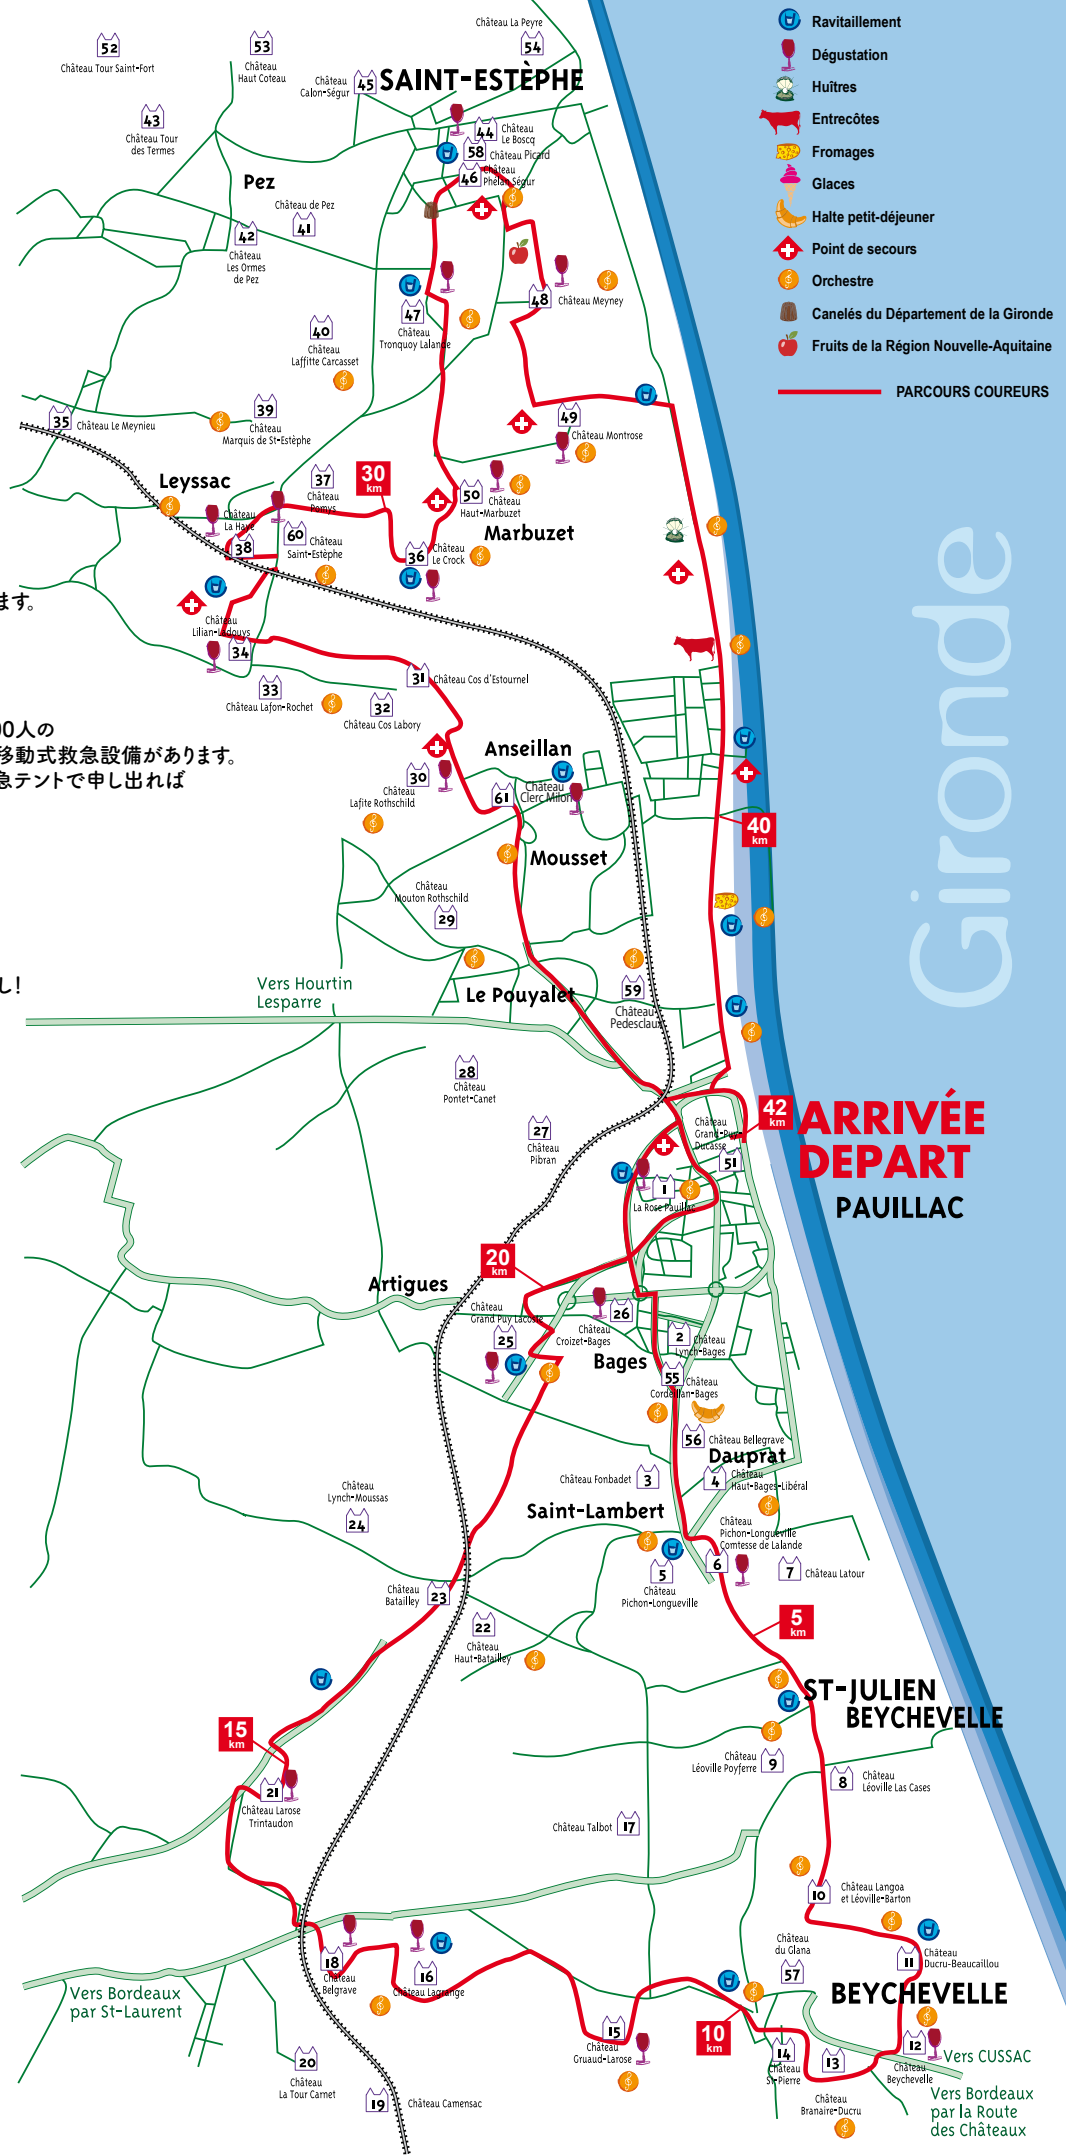 Ravitaillement
Dégustation
Huîtres
Entrecôtes
Fromages
Glaces
Halte petit-déjeuner
Point de secours
Orchestre
Canelés du Département de la Gironde
Fruits de la Région Nouvelle-Aquitaine
PARCOURS COUREURS
Gironde
52
Château Tour Saint-Fort
53
Château
Haut Coteau
Château La Peyre
54
Château
Calon-Ségur
45
SAINT-ESTÈPHE
43
Château Tour
des Termes
44
Château
Le Boscq
58
Château Picard
46
Château
Phélan Ségur
Pez
Château de Pez
41
42
Château
Les Ormes
de Pez
48
Château Meyney
47
Château
Tronquoy Lalande
40
Château
Laffitte Carcasset
35
Château Le Meynieu
39
Château
Marquis de St-Estèphe
49
Château Montrose
Leyssac
37
Château
Pomys
30
km
50
Château
Haut-Marbuzet
Marbuzet
Château
La Haye
38
60
Château
Saint-Estèphe
36
Château
Le Crock
ます。
Château
Lilian-Ladouys
34
33
Château Lafon-Rochet
31
Château Cos d'Estournel
32
Château Cos Labory
00人の
移動式救急設備があります。
急テントで申し出れば
Anseillan
30
Château
Lafite Rothschild
61
Château
Clerc Milon
40
km
Mousset
Château
Mouton Rothschild
29
し!
Vers Hourtin
Lesparre
Le Pouyalet
59
Château
Pedesclaux
28
Château
Pontet-Canet
27
Château
Pibran
Château
Grand-Puy-
Ducasse
51
42
km
ARRIVÉE
DEPART
PAUILLAC
1
La Rose Pauillac
20
km
Artigues
Château
Grand Puy Lacoste
25
Château
Croizet-Bages
26
2
Château
Lynch-Bages
Bages
55
Château
Cordeillan-Bages
56
Château Bellegrave
Dauprat
Château Fonbadet
3
4
Château
Haut-Bages-Libéral
Château
Lynch-Moussas
24
Saint-Lambert
Château
Pichon-Longueville
Comtesse de Lalande
6
7
Château Latour
5
Château
Pichon-Longueville
Château
Batailley
23
22
Château
Haut-Batailley
5
km
ST-JULIEN
BEYCHEVELLE
15
km
Château
Léoville Poyferré
9
8
Château
Léoville Las Cases
21
Château Larose
Trintaudon
Château Talbot
17
10
Château Langoa
et Léoville-Barton
Château
du Glana
57
11
Château
Ducru-Beaucaillou
18
Château
Belgrave
16
Château Lagrange
BEYCHEVELLE
Vers Bordeaux
par St-Laurent
10
km
15
Château
Gruaud-Larose
14
Château
St-Pierre
13
12
Château
Beychevelle
Vers CUSSAC
20
Château
La Tour Carnet
19
Château Camensac
Château
Branaire-Ducru
Vers Bordeaux
par la Route
des Châteaux